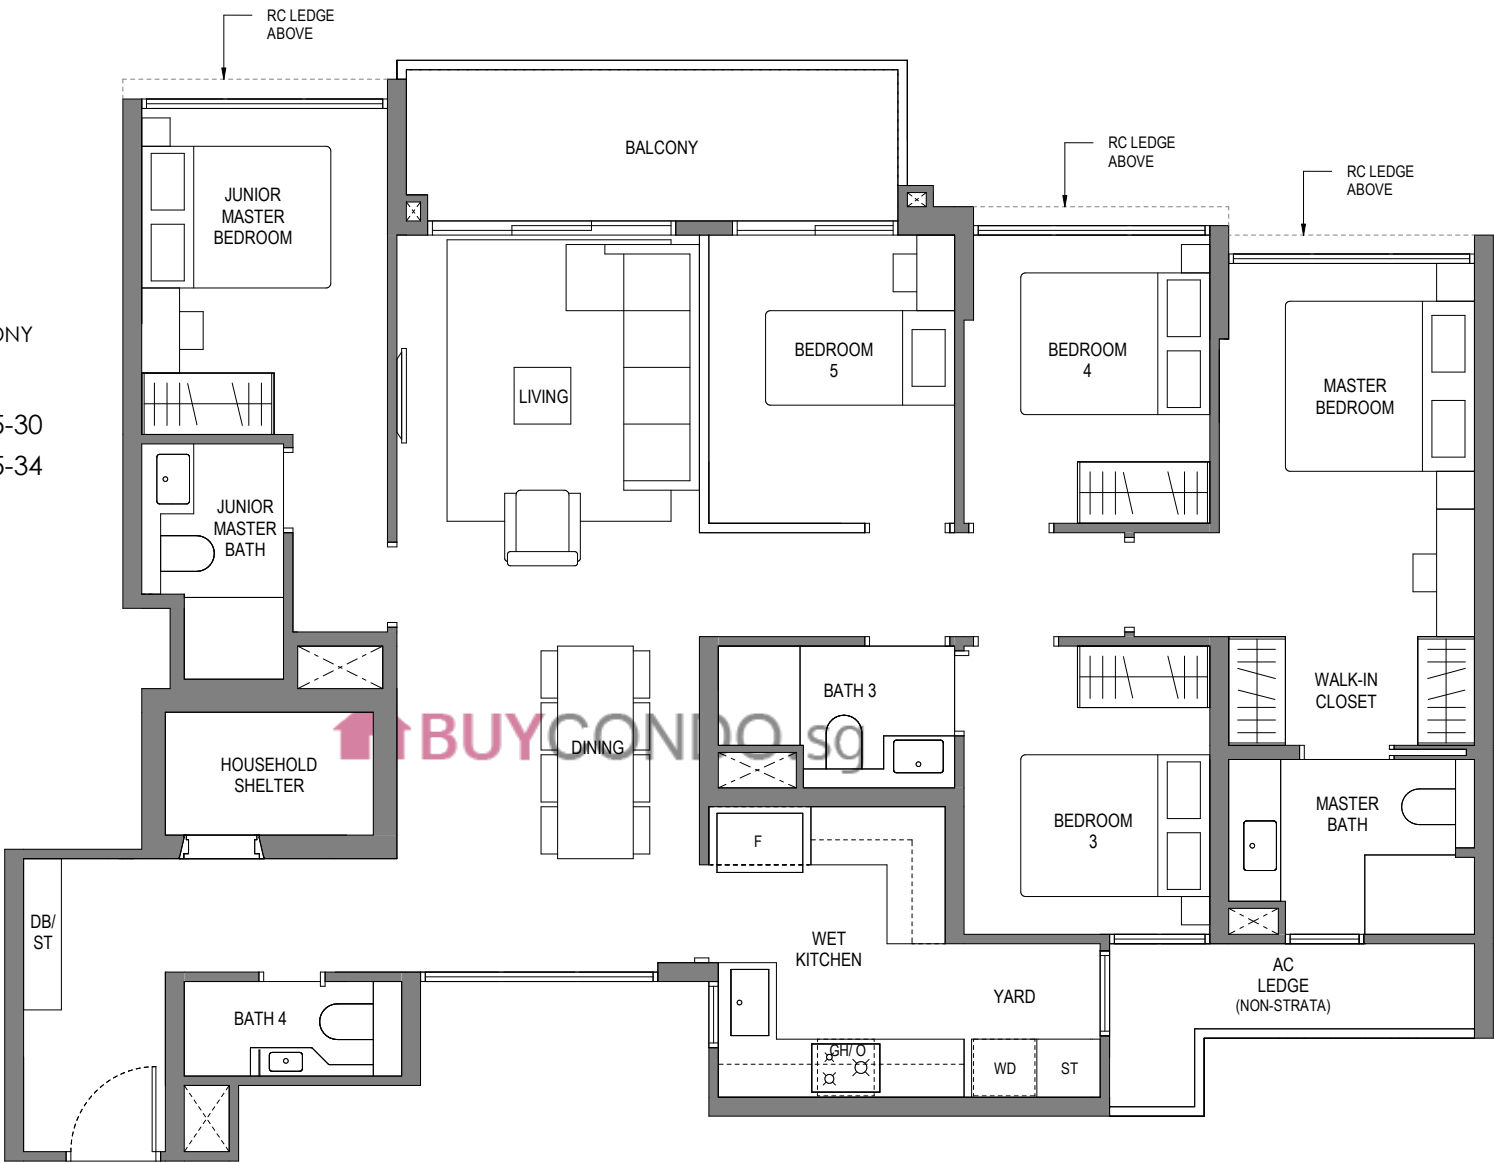 RC LEDGE
ABOVE
BALCONY
RC LEDGE
ABOVE
RC LEDGE
ABOVE
JUNIOR
MASTER
BEDROOM
ONY
5-30
5-34
LIVING
BEDROOM
5
BEDROOM
4
MASTER
BEDROOM
JUNIOR
MASTER
BATH
BATH 3
WALK-IN
CLOSET
HOUSEHOLD
SHELTER
BUYCONDO.sg
DINING
BEDROOM
3
MASTER
BATH
F
DB/
ST
WET
KITCHEN
YARD
AC
LEDGE
(NON-STRATA)
BATH 4
GH/ O
WD
ST